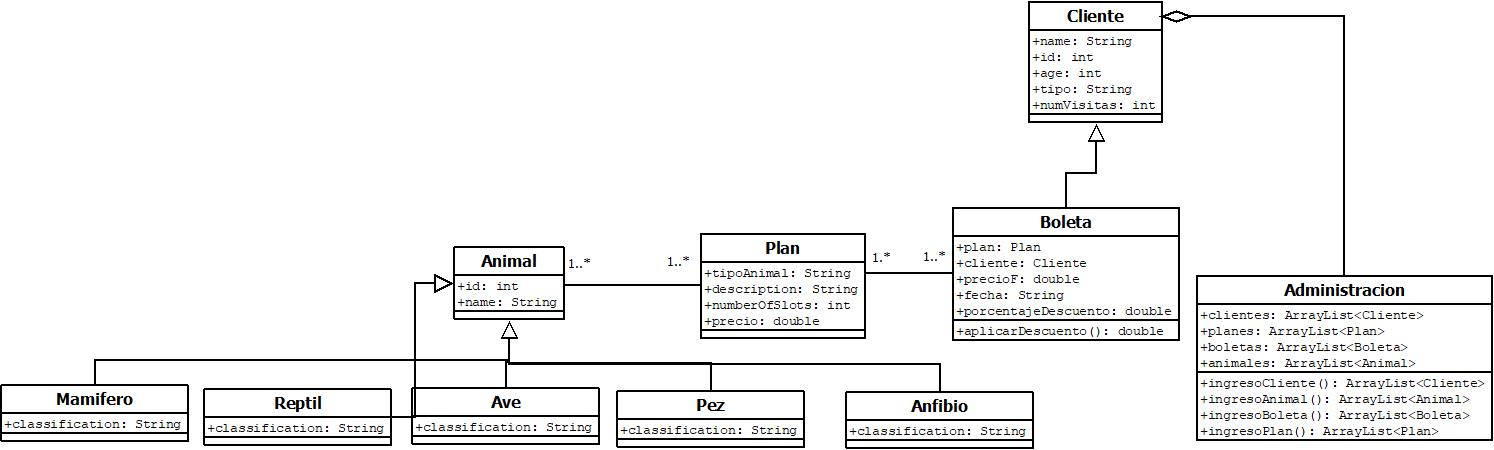 Cliente
+name: String
+id: int
+age: int
+tipo: String
+numVisitas: int
Animal
+id: int
+name: String
1..*
1..*
Plan
+tipoAnimal: String
+description: String
+numberOfSlots: int
+precio: double
1.*
1..*
Boleta
+plan: Plan
+cliente: Cliente
+precioF: double
+fecha: String
+porcentajeDescuento: double
+aplicarDescuento(): double
Administracion
+clientes: ArrayList<Cliente>
+planes: ArrayList<Plan>
+boletas: ArrayList<Boleta>
+animales: ArrayList<Animal>
+ingresoCliente(): ArrayList<Cliente>
+ingresoAnimal(): ArrayList<Animal>
+ingresoBoleta(): ArrayList<Boleta>
+ingresoPlan(): ArrayList<Plan>
Mamifero
+classification: String
Reptil
+classification: String
Ave
+classification: String
Pez
+classification: String
Anfibio
+classification: String